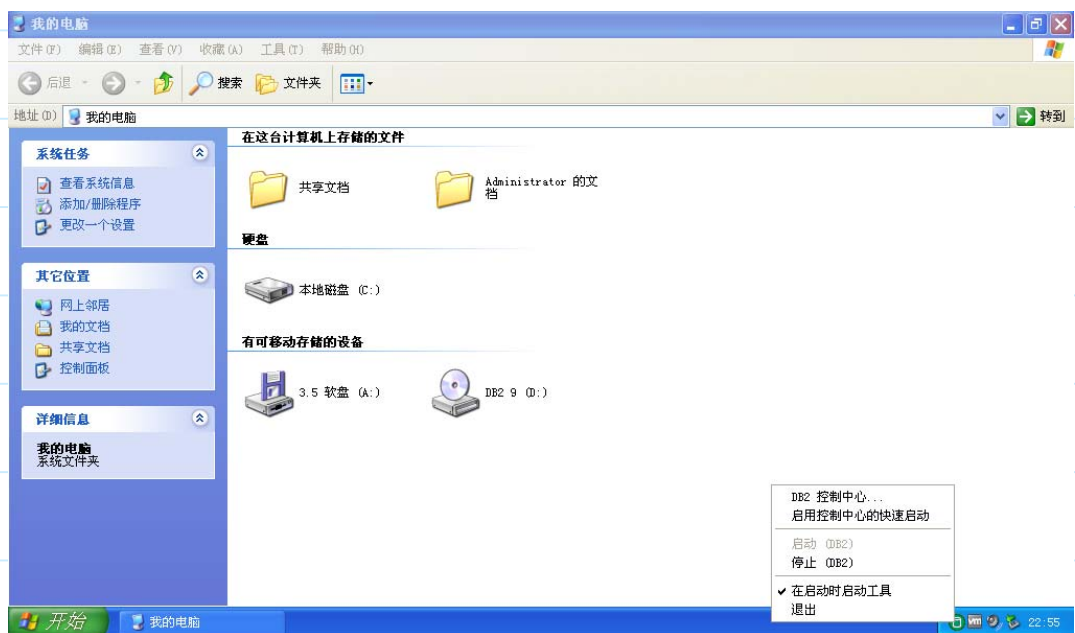 我的电脑
文件(F) 编辑(E) 查看(V) 收藏(A) 工具(T) 帮助(H)
后退 搜索 文件夹
地址(D) 我的电脑 转到
系统任务
查看系统信息
添加/删除程序
更改一个设置
其它位置
网上邻居
我的文档
共享文档
控制面板
详细信息
我的电脑
系统文件夹
在这台计算机上存储的文件
共享文档
Administrator 的文
档
硬盘
本地磁盘 (C:)
有可移动存储的设备
3.5 软盘 (A:)
DB2 9 (D:)
DB2 控制中心...
启用控制中心的快速启动
启动 (DB2)
停止 (DB2)
在启动时启动工具
退出
开始 我的电脑 22:55